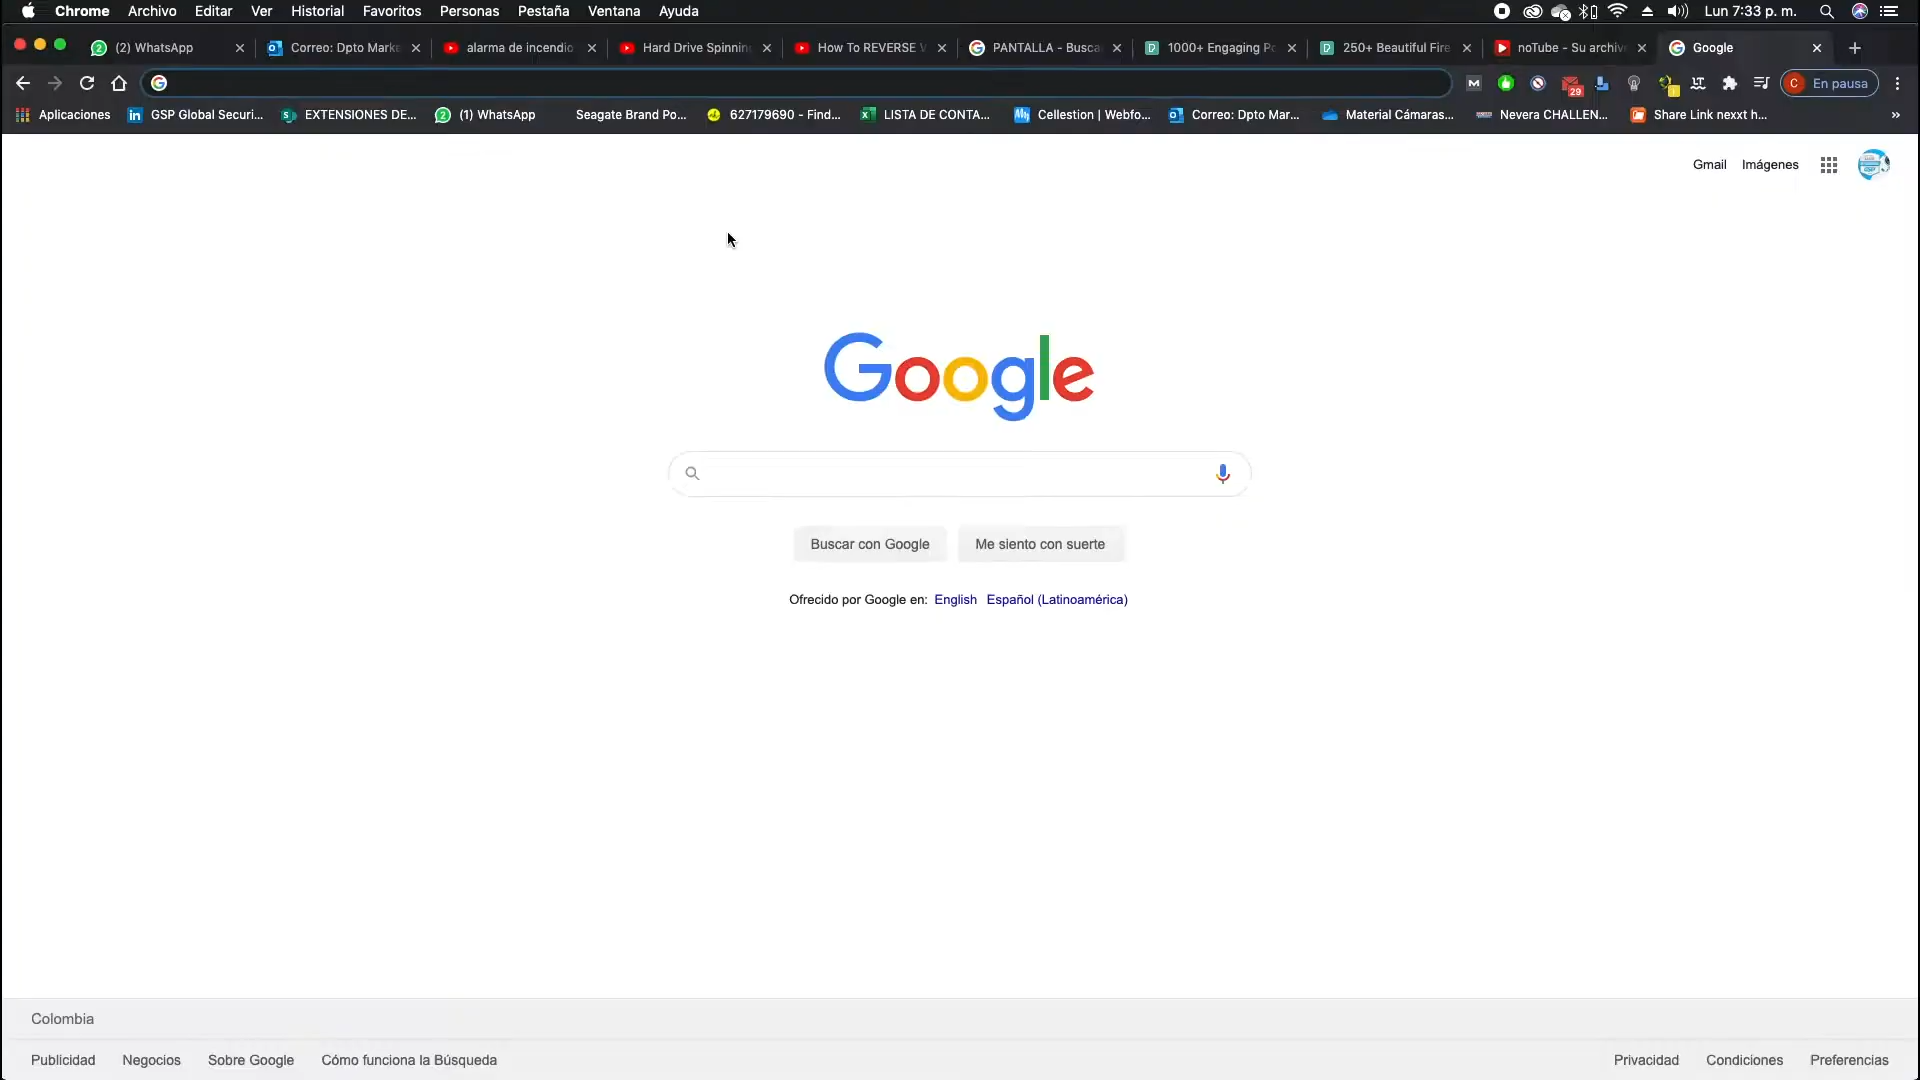 Chrome Archivo Editar Ver Historial Favoritos Personas Pestaña Ventana Ayuda Lun 7:33 p. m.
(2) WhatsApp Correo: Dpto Marke alarma de incendio Hard Drive Spinnin How To REVERSE V PANTALLA - Busca 1000+ Engaging Po 250+ Beautiful Fire noTube - Su archiv Google
29 C En pausa
Aplicaciones GSP Global Securi... EXTENSIONES DE... (1) WhatsApp Seagate Brand Po... 627179690 - Find... LISTA DE CONTA... Cellestion | Webfo... Correo: Dpto Mar... Material Cámaras... Nevera CHALLEN... Share Link nexxt h... »
Gmail Imágenes
Google
Buscar con Google Me siento con suerte
Ofrecido por Google en: English Español (Latinoamérica)
Colombia
Publicidad Negocios Sobre Google Cómo funciona la Búsqueda Privacidad Condiciones Preferencias